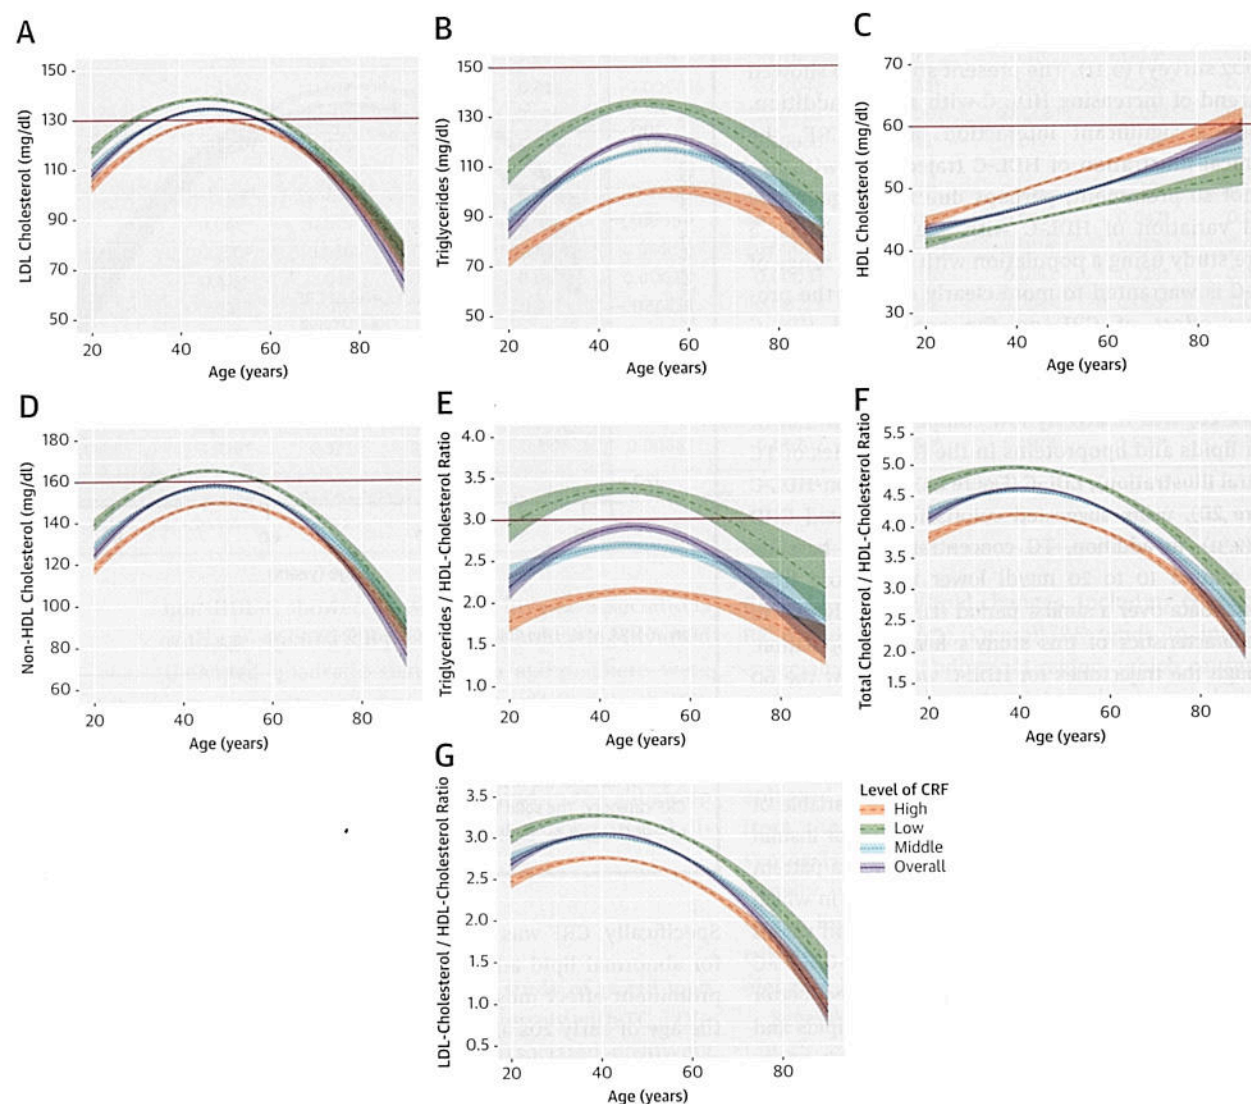 A
150
130
110
90
70
50
LDL Cholesterol (mg/dl)
20 40 60 80
Age (years)
B
150
130
110
90
70
50
Triglycerides (mg/dl)
20 40 60 80
Age (years)
C
70
60
50
40
30
HDL Cholesterol (mg/dl)
20 40 60 80
Age (years)
D
180
160
140
120
100
80
60
Non-HDL Cholesterol (mg/dl)
20 40 60 80
Age (years)
E
4.0
3.5
3.0
2.5
2.0
1.5
1.0
Triglycerides / HDL-Cholesterol Ratio
20 40 60 80
Age (years)
F
5.5
5.0
4.5
4.0
3.5
3.0
2.5
2.0
1.5
Total Cholesterol / HDL-Cholesterol Ratio
20 40 60 80
Age (years)
G
3.5
3.0
2.5
2.0
1.5
1.0
0.5
LDL-Cholesterol / HDL-Cholesterol Ratio
20 40 60 80
Age (years)
Level of CRF
High
Low
Middle
Overall